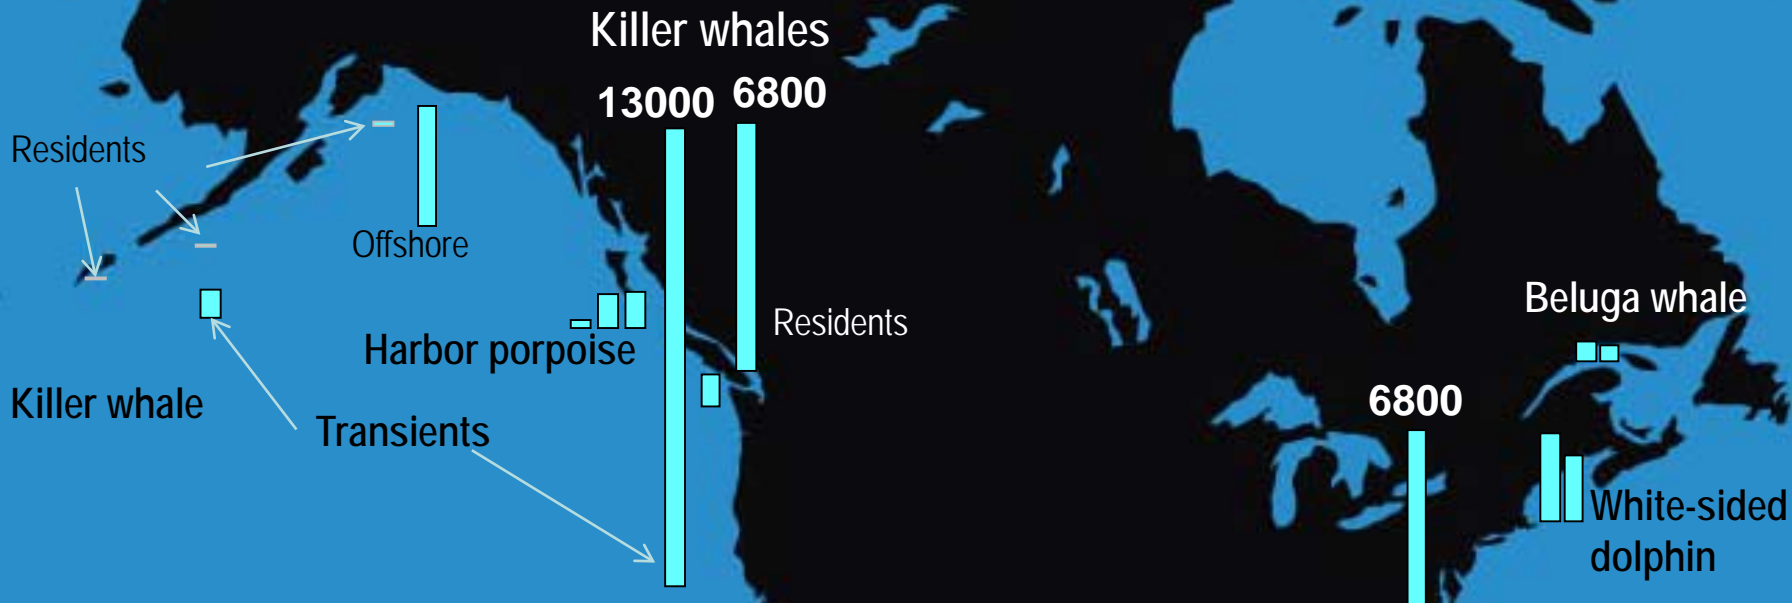 Killer whales
13000
6800
Residents
Offshore
Residents
Harbor porpoise
Beluga whale
Killer whale
Transients
6800
White-sided
dolphin